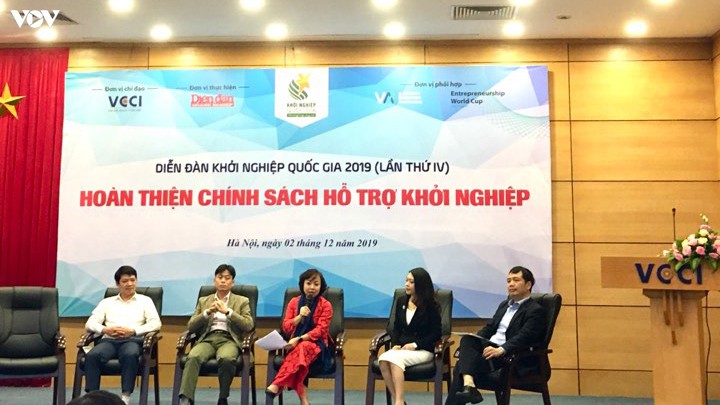 VOV
Đơn vị chỉ đạo
VCCI
Đơn vị thực hiện
Diễn đàn
KHỞI NGHIỆP
Đơn vị phối hợp
VA
Entrepreneurship
World Cup
DIỄN ĐÀN KHỞI NGHIỆP QUỐC GIA 2019 (LẦN THỨ IV)
HOÀN THIỆN CHÍNH SÁCH HỖ TRỢ KHỞI NGHIỆP
Hà Nội, ngày 02 tháng 12 năm 2019
VCCI